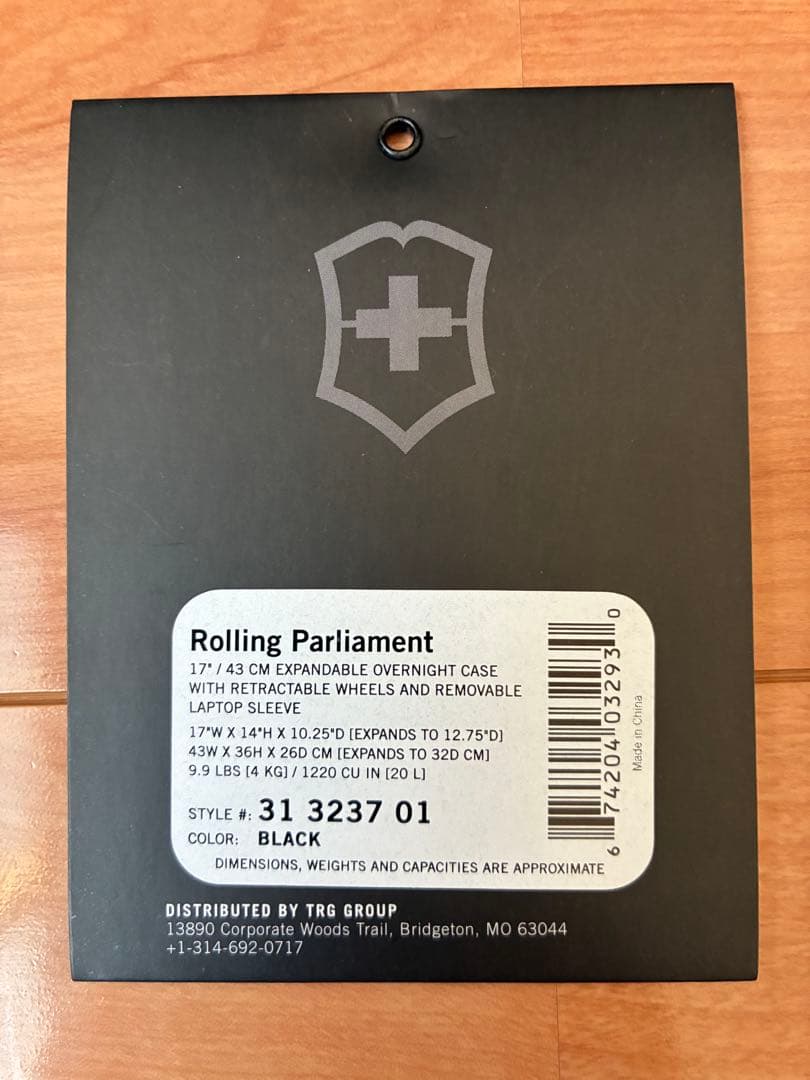 Rolling Parliament
17" / 43 CM EXPANDABLE OVERNIGHT CASE
WITH RETRACTABLE WHEELS AND REMOVABLE
LAPTOP SLEEVE
17"W X 14"H X 10.25"D [EXPANDS TO 12.75"D]
43W X 36H X 26D CM [EXPANDS TO 32D CM]
9.9 LBS [4 KG] / 1220 CU IN [20 L]
STYLE #: 31 3237 01
COLOR: BLACK
DIMENSIONS, WEIGHTS AND CAPACITIES ARE APPROXIMATE
6 74204 03293 0
Made in China
DISTRIBUTED BY TRG GROUP
13890 Corporate Woods Trail, Bridgeton, MO 63044
+1-314-692-0717